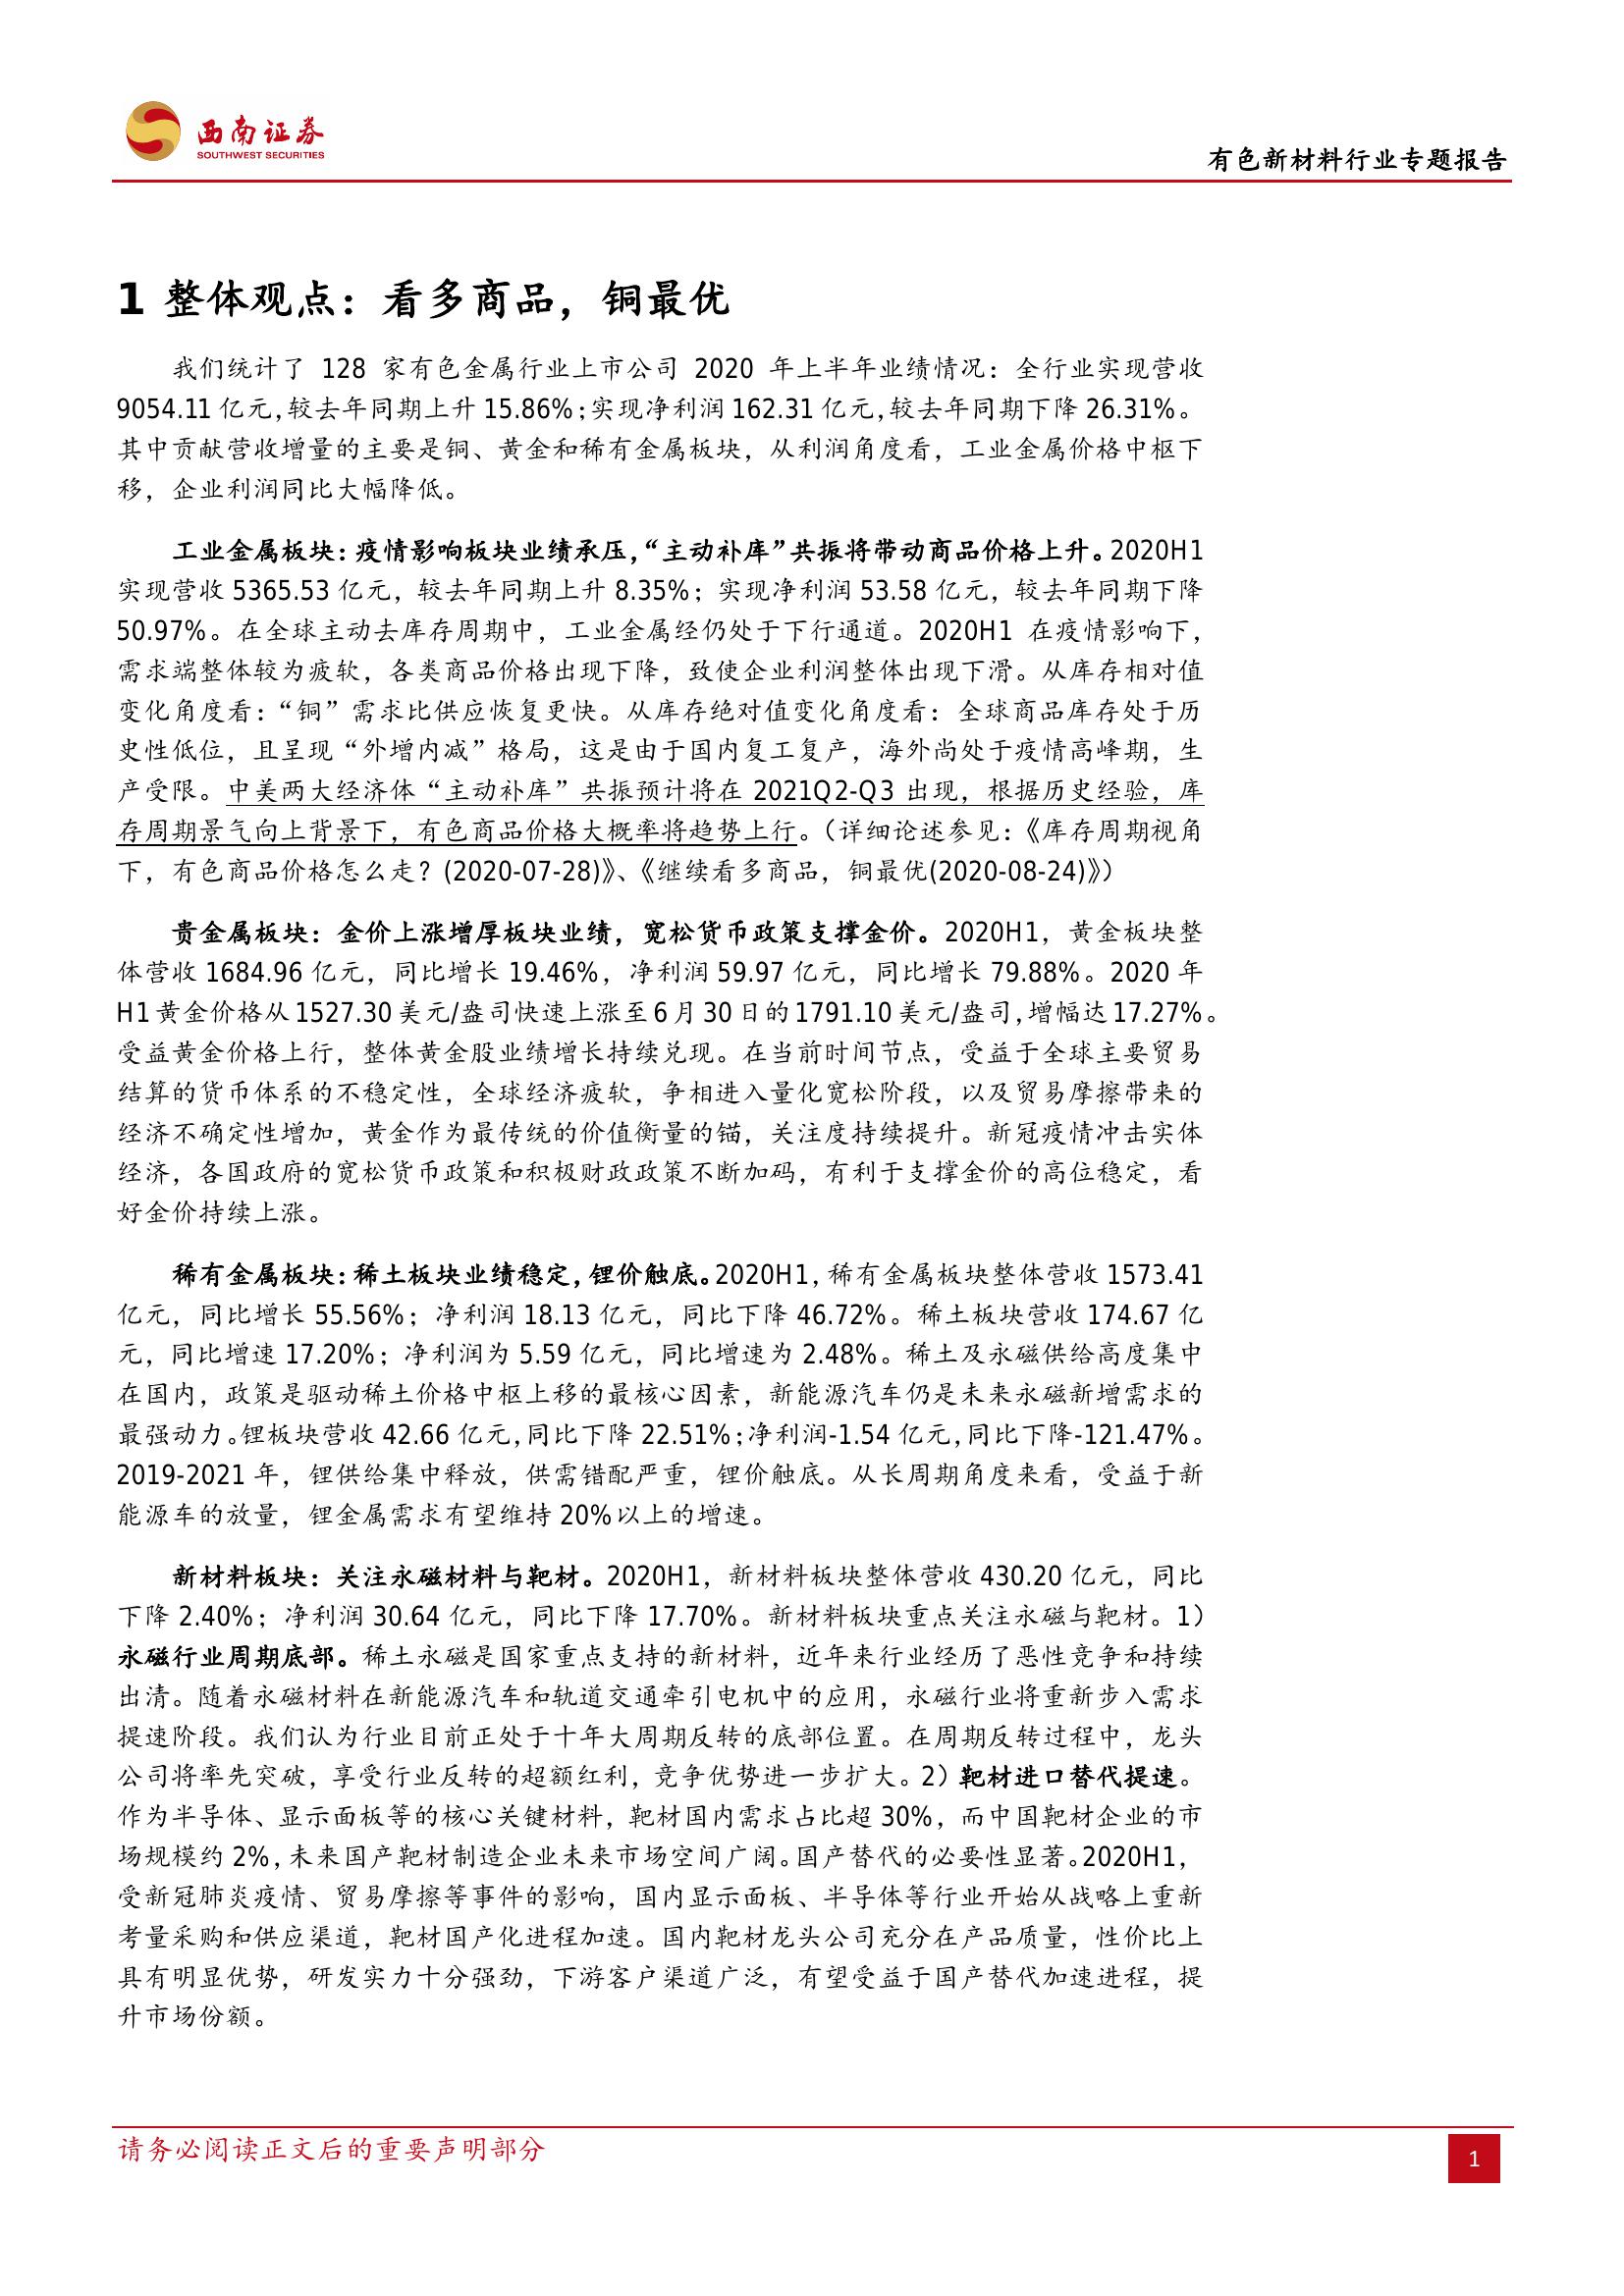 西南证券
SOUTHWEST SECURITIES
有色新材料行业专题报告
1 整体观点：看多商品，铜最优
我们统计了 128 家有色金属行业上市公司 2020 年上半年业绩情况：全行业实现营收
9054.11 亿元，较去年同期上升 15.86%；实现净利润 162.31 亿元，较去年同期下降 26.31%。
其中贡献营收增量的主要是铜、黄金和稀有金属板块，从利润角度看，工业金属价格中枢下
移，企业利润同比大幅降低。
工业金属板块：疫情影响板块业绩承压，“主动补库”共振将带动商品价格上升。2020H1
实现营收 5365.53 亿元，较去年同期上升 8.35%；实现净利润 53.58 亿元，较去年同期下降
50.97%。在全球主动去库存周期中，工业金属经仍处于下行通道。2020H1 在疫情影响下，
需求端整体较为疲软，各类商品价格出现下降，致使企业利润整体出现下滑。从库存相对值
变化角度看：“铜”需求比供应恢复更快。从库存绝对值变化角度看：全球商品库存处于历
史性低位，且呈现“外增内减”格局，这是由于国内复工复产，海外尚处于疫情高峰期，生
产受限。中美两大经济体“主动补库”共振预计将在 2021Q2-Q3 出现，根据历史经验，库
存周期景气向上背景下，有色商品价格大概率将趋势上行。（详细论述参见：《库存周期视角
下，有色商品价格怎么走？(2020-07-28)》、《继续看多商品，铜最优(2020-08-24)》）
贵金属板块：金价上涨增厚板块业绩，宽松货币政策支撑金价。2020H1，黄金板块整
体营收 1684.96 亿元，同比增长 19.46%，净利润 59.97 亿元，同比增长 79.88%。2020 年
H1 黄金价格从 1527.30 美元/盎司快速上涨至 6 月 30 日的 1791.10 美元/盎司，增幅达 17.27%。
受益黄金价格上行，整体黄金股业绩增长持续兑现。在当前时间节点，受益于全球主要贸易
结算的货币体系的不稳定性，全球经济疲软，争相进入量化宽松阶段，以及贸易摩擦带来的
经济不确定性增加，黄金作为最传统的价值衡量的锚，关注度持续提升。新冠疫情冲击实体
经济，各国政府的宽松货币政策和积极财政政策不断加码，有利于支撑金价的高位稳定，看
好金价持续上涨。
稀有金属板块：稀土板块业绩稳定，锂价触底。2020H1，稀有金属板块整体营收 1573.41
亿元，同比增长 55.56%；净利润 18.13 亿元，同比下降 46.72%。稀土板块营收 174.67 亿
元，同比增速 17.20%；净利润为 5.59 亿元，同比增速为 2.48%。稀土及永磁供给高度集中
在国内，政策是驱动稀土价格中枢上移的最核心因素，新能源汽车仍是未来永磁新增需求的
最强动力。锂板块营收 42.66 亿元，同比下降 22.51%；净利润-1.54 亿元，同比下降-121.47%。
2019-2021 年，锂供给集中释放，供需错配严重，锂价触底。从长周期角度来看，受益于新
能源车的放量，锂金属需求有望维持 20%以上的增速。
新材料板块：关注永磁材料与靶材。2020H1，新材料板块整体营收 430.20 亿元，同比
下降 2.40%；净利润 30.64 亿元，同比下降 17.70%。新材料板块重点关注永磁与靶材。1）
永磁行业周期底部。稀土永磁是国家重点支持的新材料，近年来行业经历了恶性竞争和持续
出清。随着永磁材料在新能源汽车和轨道交通牵引电机中的应用，永磁行业将重新步入需求
提速阶段。我们认为行业目前正处于十年大周期反转的底部位置。在周期反转过程中，龙头
公司将率先突破，享受行业反转的超额红利，竞争优势进一步扩大。2）靶材进口替代提速。
作为半导体、显示面板等的核心关键材料，靶材国内需求占比超 30%，而中国靶材企业的市
场规模约 2%，未来国产靶材制造企业未来市场空间广阔。国产替代的必要性显著。2020H1，
受新冠肺炎疫情、贸易摩擦等事件的影响，国内显示面板、半导体等行业开始从战略上重新
考量采购和供应渠道，靶材国产化进程加速。国内靶材龙头公司充分在产品质量，性价比上
具有明显优势，研发实力十分强劲，下游客户渠道广泛，有望受益于国产替代加速进程，提
升市场份额。
请务必阅读正文后的重要声明部分
1